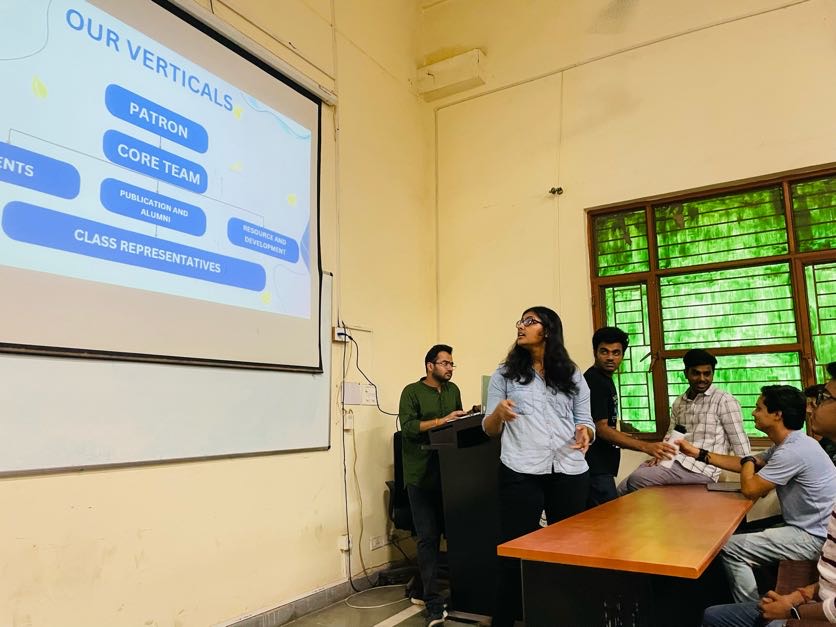 OUR VERTICALS
PATRON
CORE TEAM
ENTS
PUBLICATION AND
ALUMNI
RESOURCE AND
DEVELOPMENT
CLASS REPRESENTATIVES